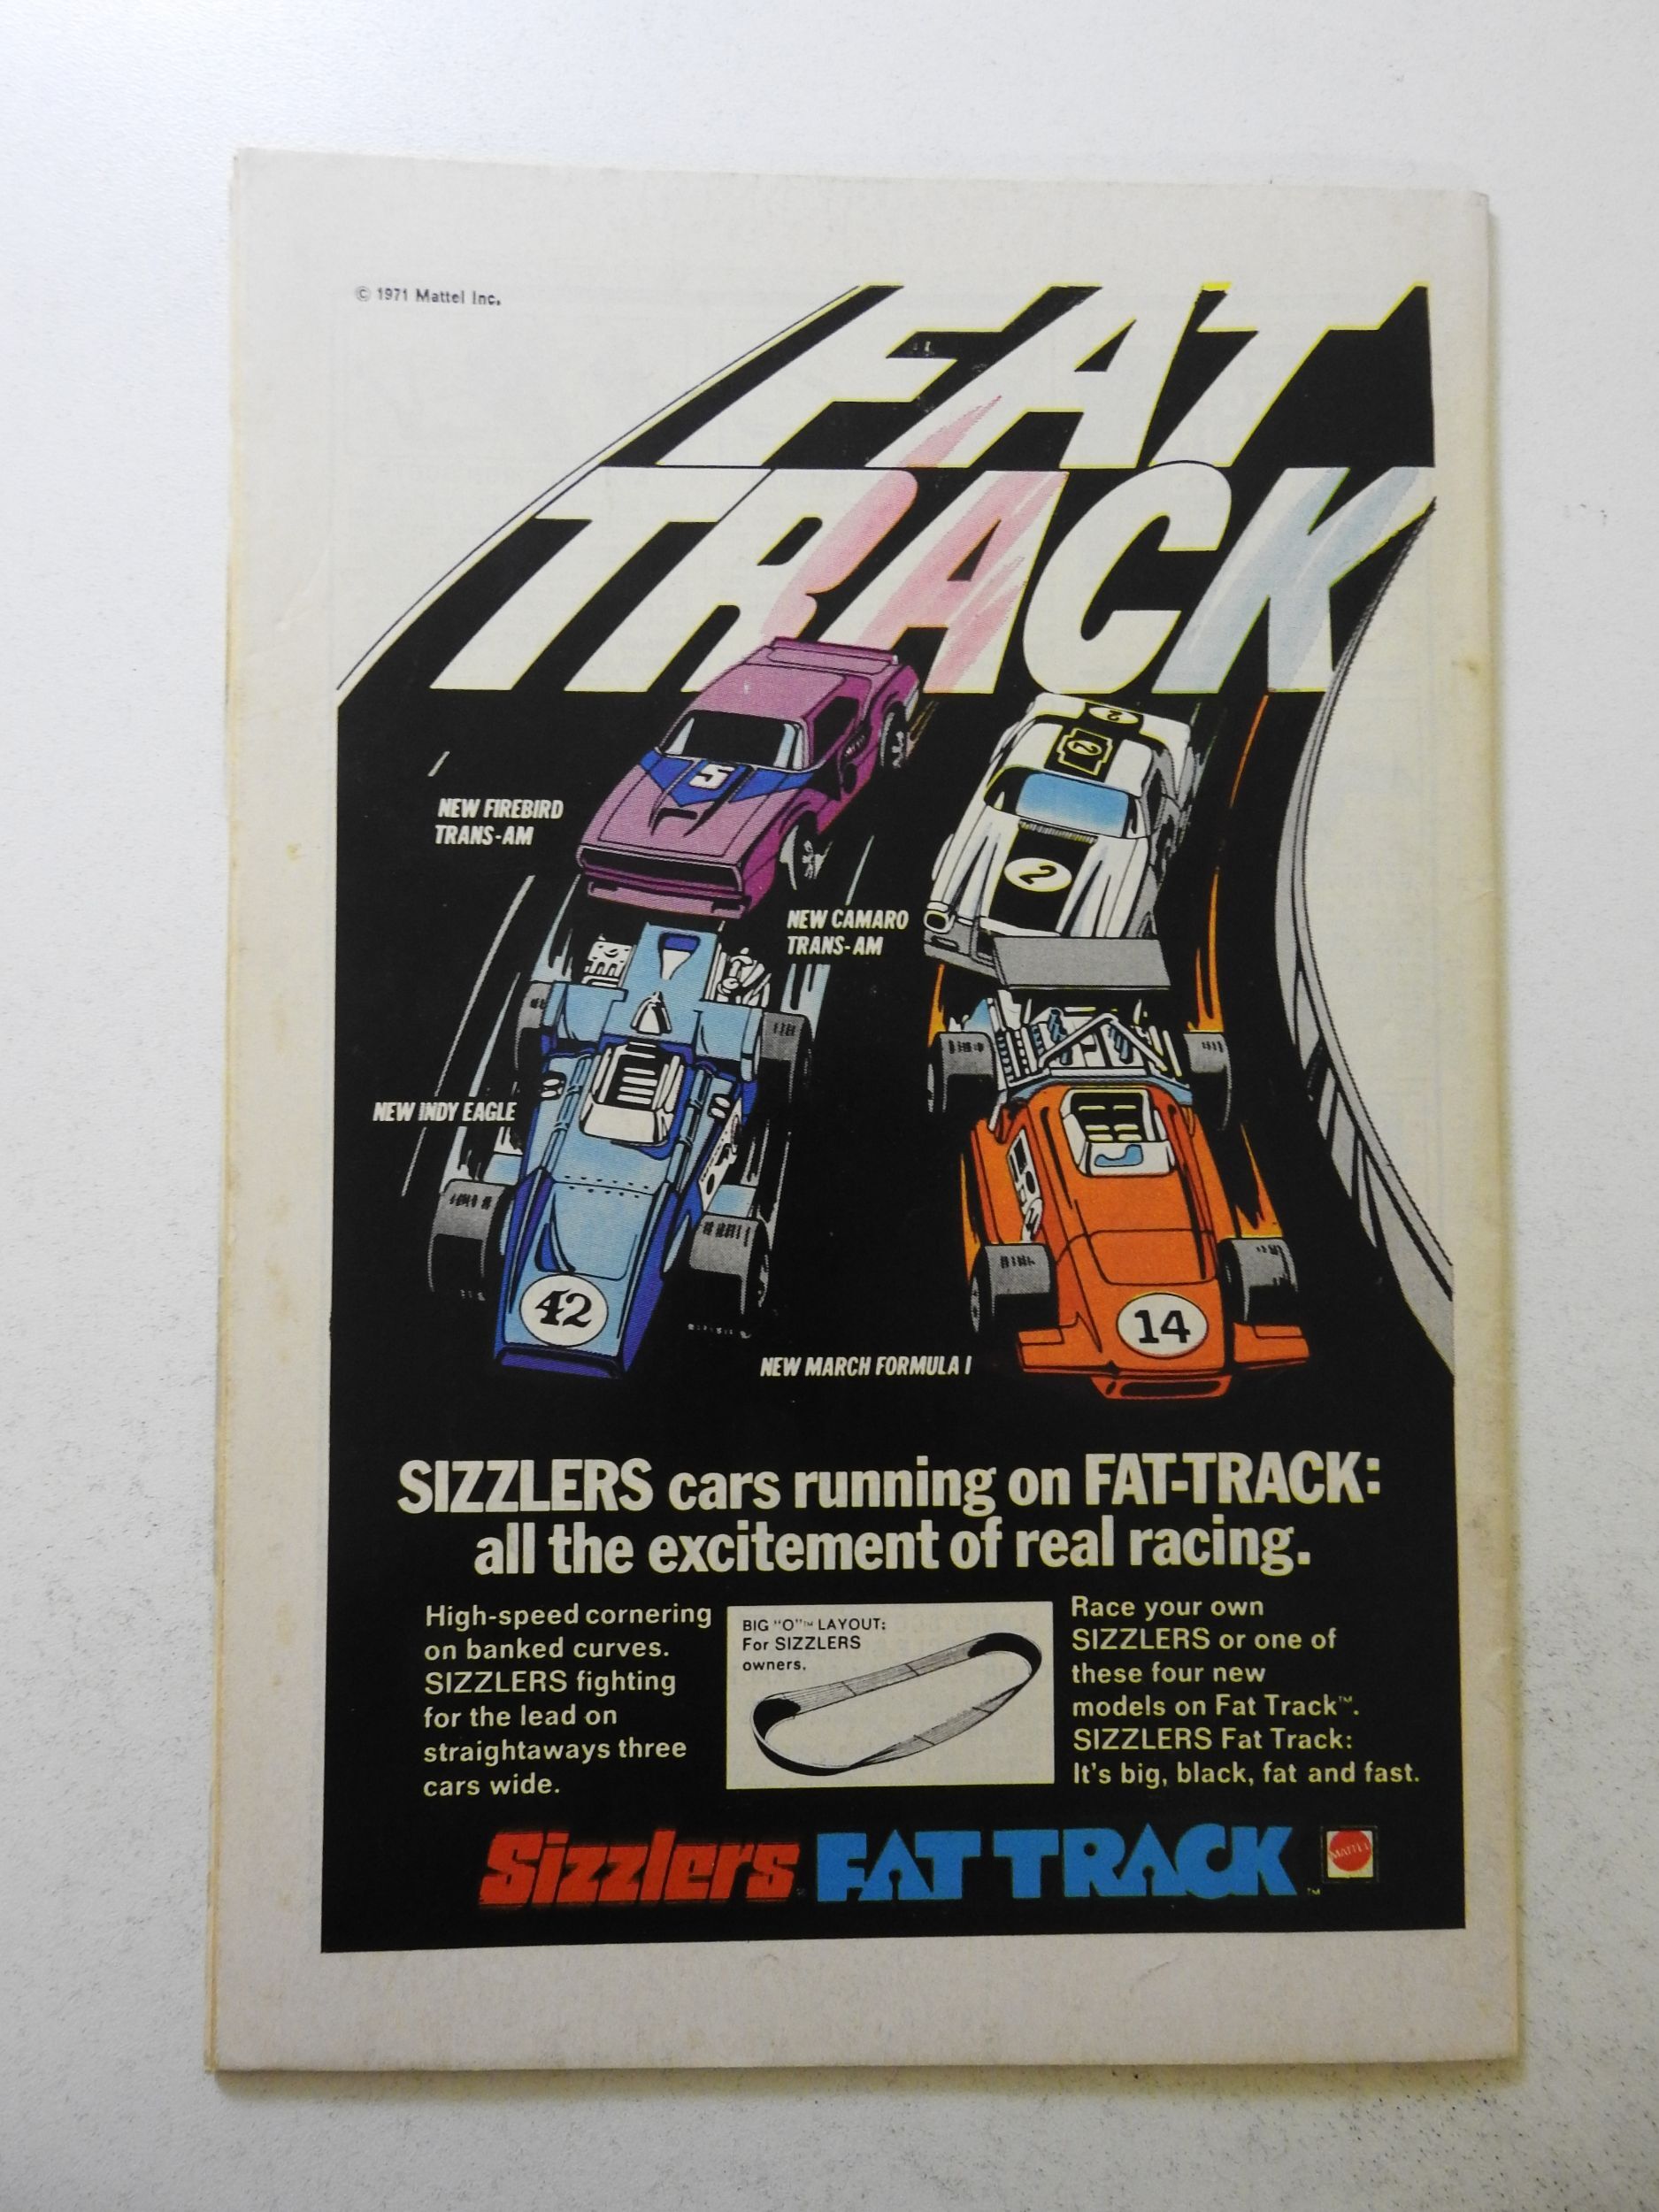 © 1971 Mattel Inc.
FAT
TRACK
2
2
5
2
NEW FIREBIRD
TRANS-AM
NEW CAMARO
TRANS-AM
NEW INDY EAGLE
42
14
NEW MARCH FORMULA I
SIZZLERS cars running on FAT-TRACK:
all the excitement of real racing.
High-speed cornering
on banked curves.
SIZZLERS fighting
for the lead on
straightaways three
cars wide.
BIG "O"™ LAYOUT:
For SIZZLERS
owners.
Race your own
SIZZLERS or one of
these four new
models on Fat Track™.
SIZZLERS Fat Track:
It's big, black, fat and fast.
Sizzlers® FAT TRACK™
MATTEL